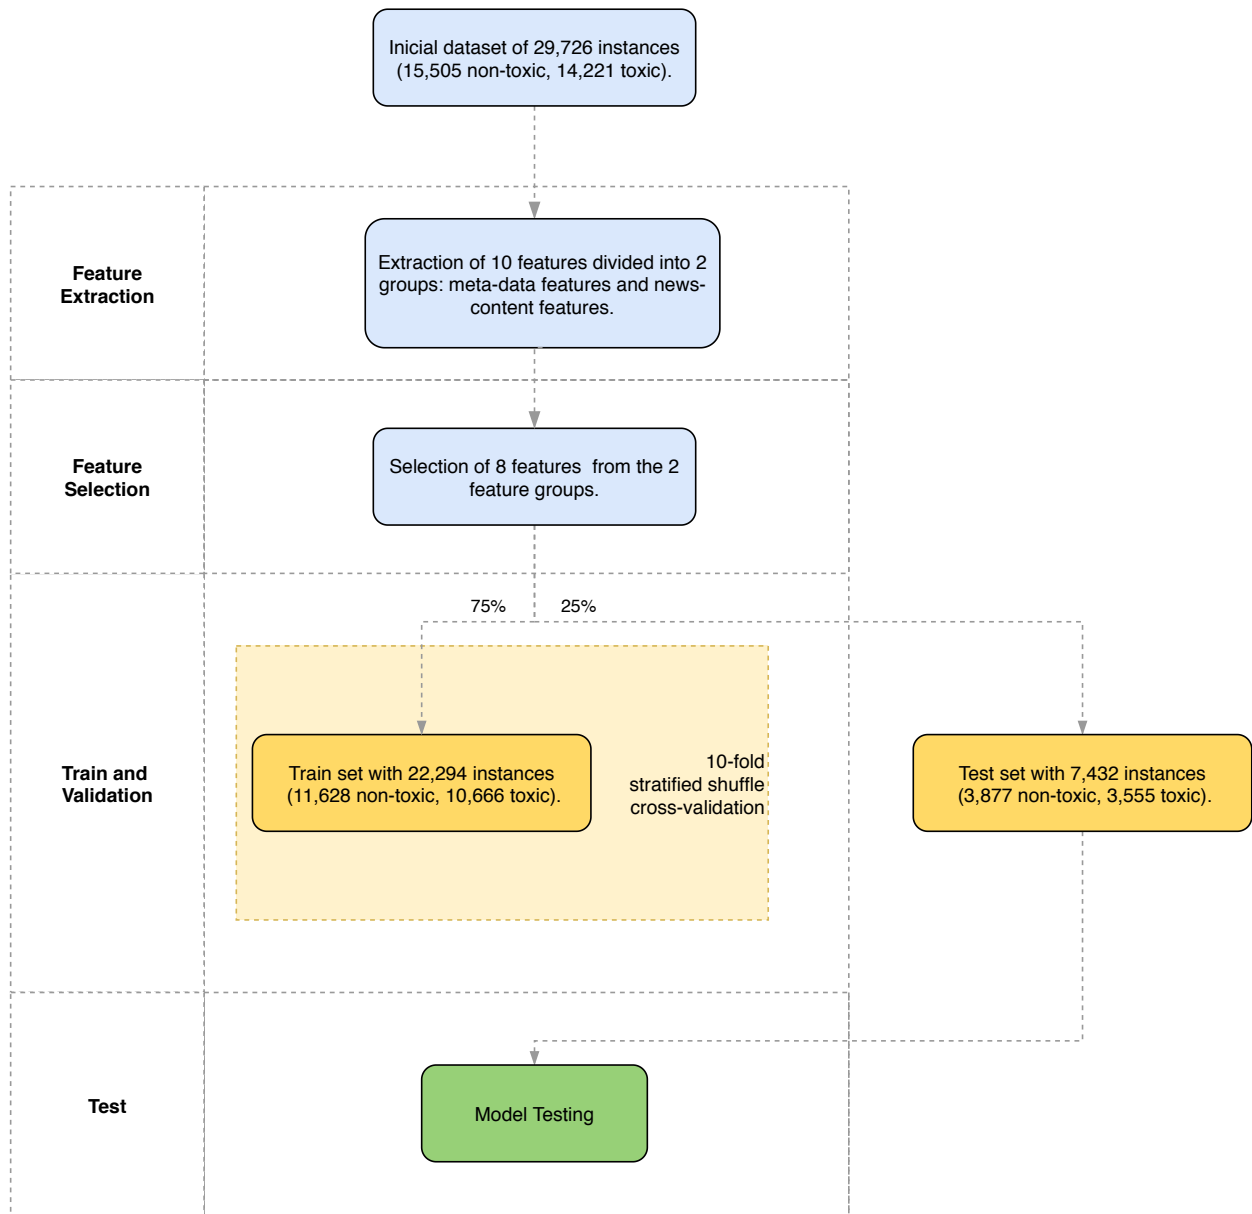 Inicial dataset of 29,726 instances
(15,505 non-toxic, 14,221 toxic).
Feature
Extraction
Extraction of 10 features divided into 2
groups: meta-data features and news-
content features.
Feature
Selection
Selection of 8 features  from the 2
feature groups.
75%
25%
Train and
Validation
Train set with 22,294 instances
(11,628 non-toxic, 10,666 toxic).
10-fold
stratified shuffle
cross-validation
Test set with 7,432 instances
(3,877 non-toxic, 3,555 toxic).
Test
Model Testing